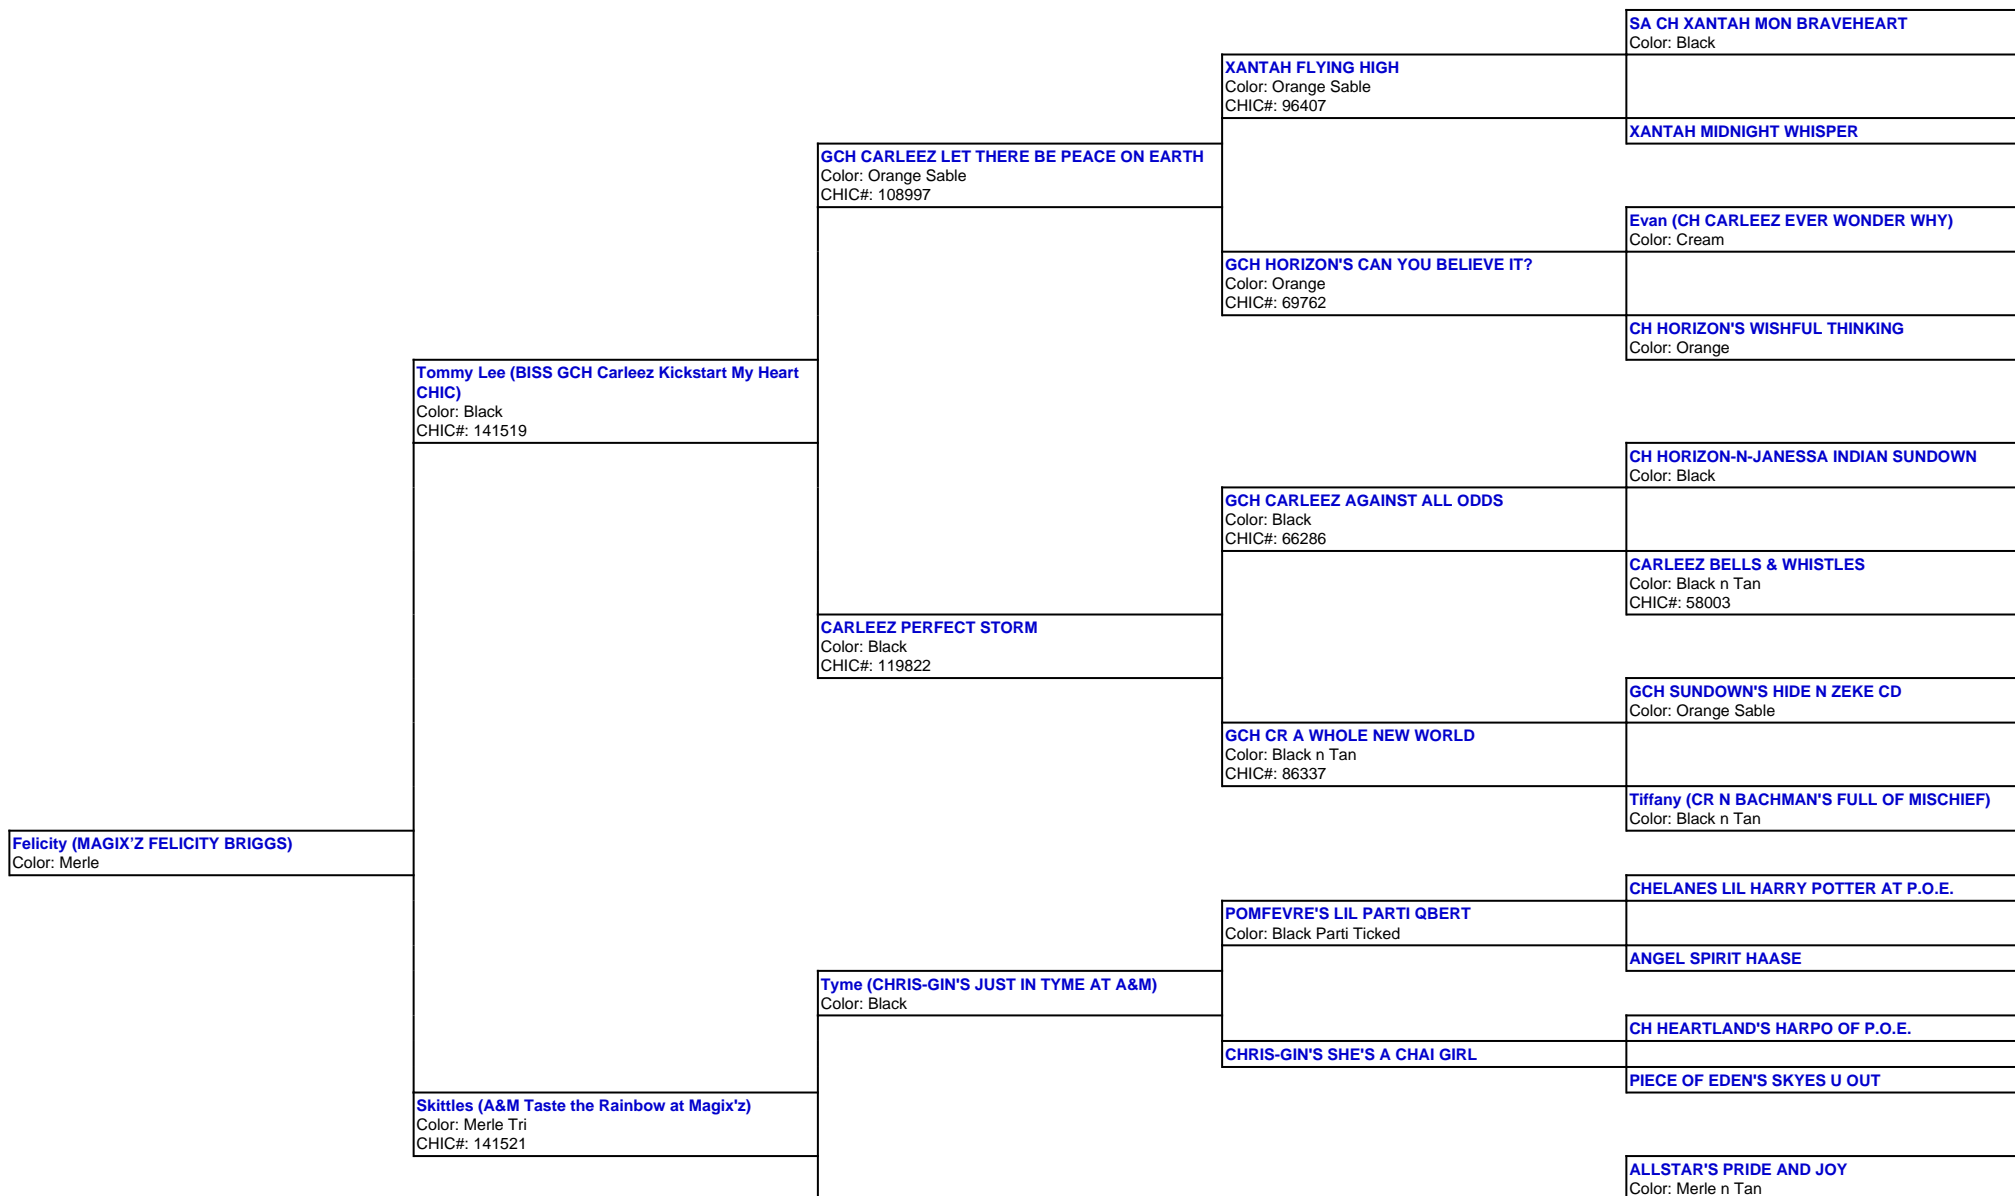 SA CH XANTAH MON BRAVEHEART
Color: Black
XANTAH FLYING HIGH
Color: Orange Sable
CHIC#: 96407
XANTAH MIDNIGHT WHISPER
GCH CARLEEZ LET THERE BE PEACE ON EARTH
Color: Orange Sable
CHIC#: 108997
Evan (CH CARLEEZ EVER WONDER WHY)
Color: Cream
GCH HORIZON'S CAN YOU BELIEVE IT?
Color: Orange
CHIC#: 69762
CH HORIZON'S WISHFUL THINKING
Color: Orange
Tommy Lee (BISS GCH Carleez Kickstart My Heart
CHIC)
Color: Black
CHIC#: 141519
CH HORIZON-N-JANESSA INDIAN SUNDOWN
Color: Black
GCH CARLEEZ AGAINST ALL ODDS
Color: Black
CHIC#: 66286
CARLEEZ BELLS & WHISTLES
Color: Black n Tan
CHIC#: 58003
CARLEEZ PERFECT STORM
Color: Black
CHIC#: 119822
GCH SUNDOWN'S HIDE N ZEKE CD
Color: Orange Sable
GCH CR A WHOLE NEW WORLD
Color: Black n Tan
CHIC#: 86337
Tiffany (CR N BACHMAN'S FULL OF MISCHIEF)
Color: Black n Tan
Felicity (MAGIX’Z FELICITY BRIGGS)
Color: Merle
CHELANES LIL HARRY POTTER AT P.O.E.
POMFEVRE'S LIL PARTI QBERT
Color: Black Parti Ticked
ANGEL SPIRIT HAASE
Tyme (CHRIS-GIN'S JUST IN TYME AT A&M)
Color: Black
CH HEARTLAND'S HARPO OF P.O.E.
CHRIS-GIN'S SHE'S A CHAI GIRL
PIECE OF EDEN'S SKYES U OUT
Skittles (A&M Taste the Rainbow at Magix'z)
Color: Merle Tri
CHIC#: 141521
ALLSTAR'S PRIDE AND JOY
Color: Merle n Tan